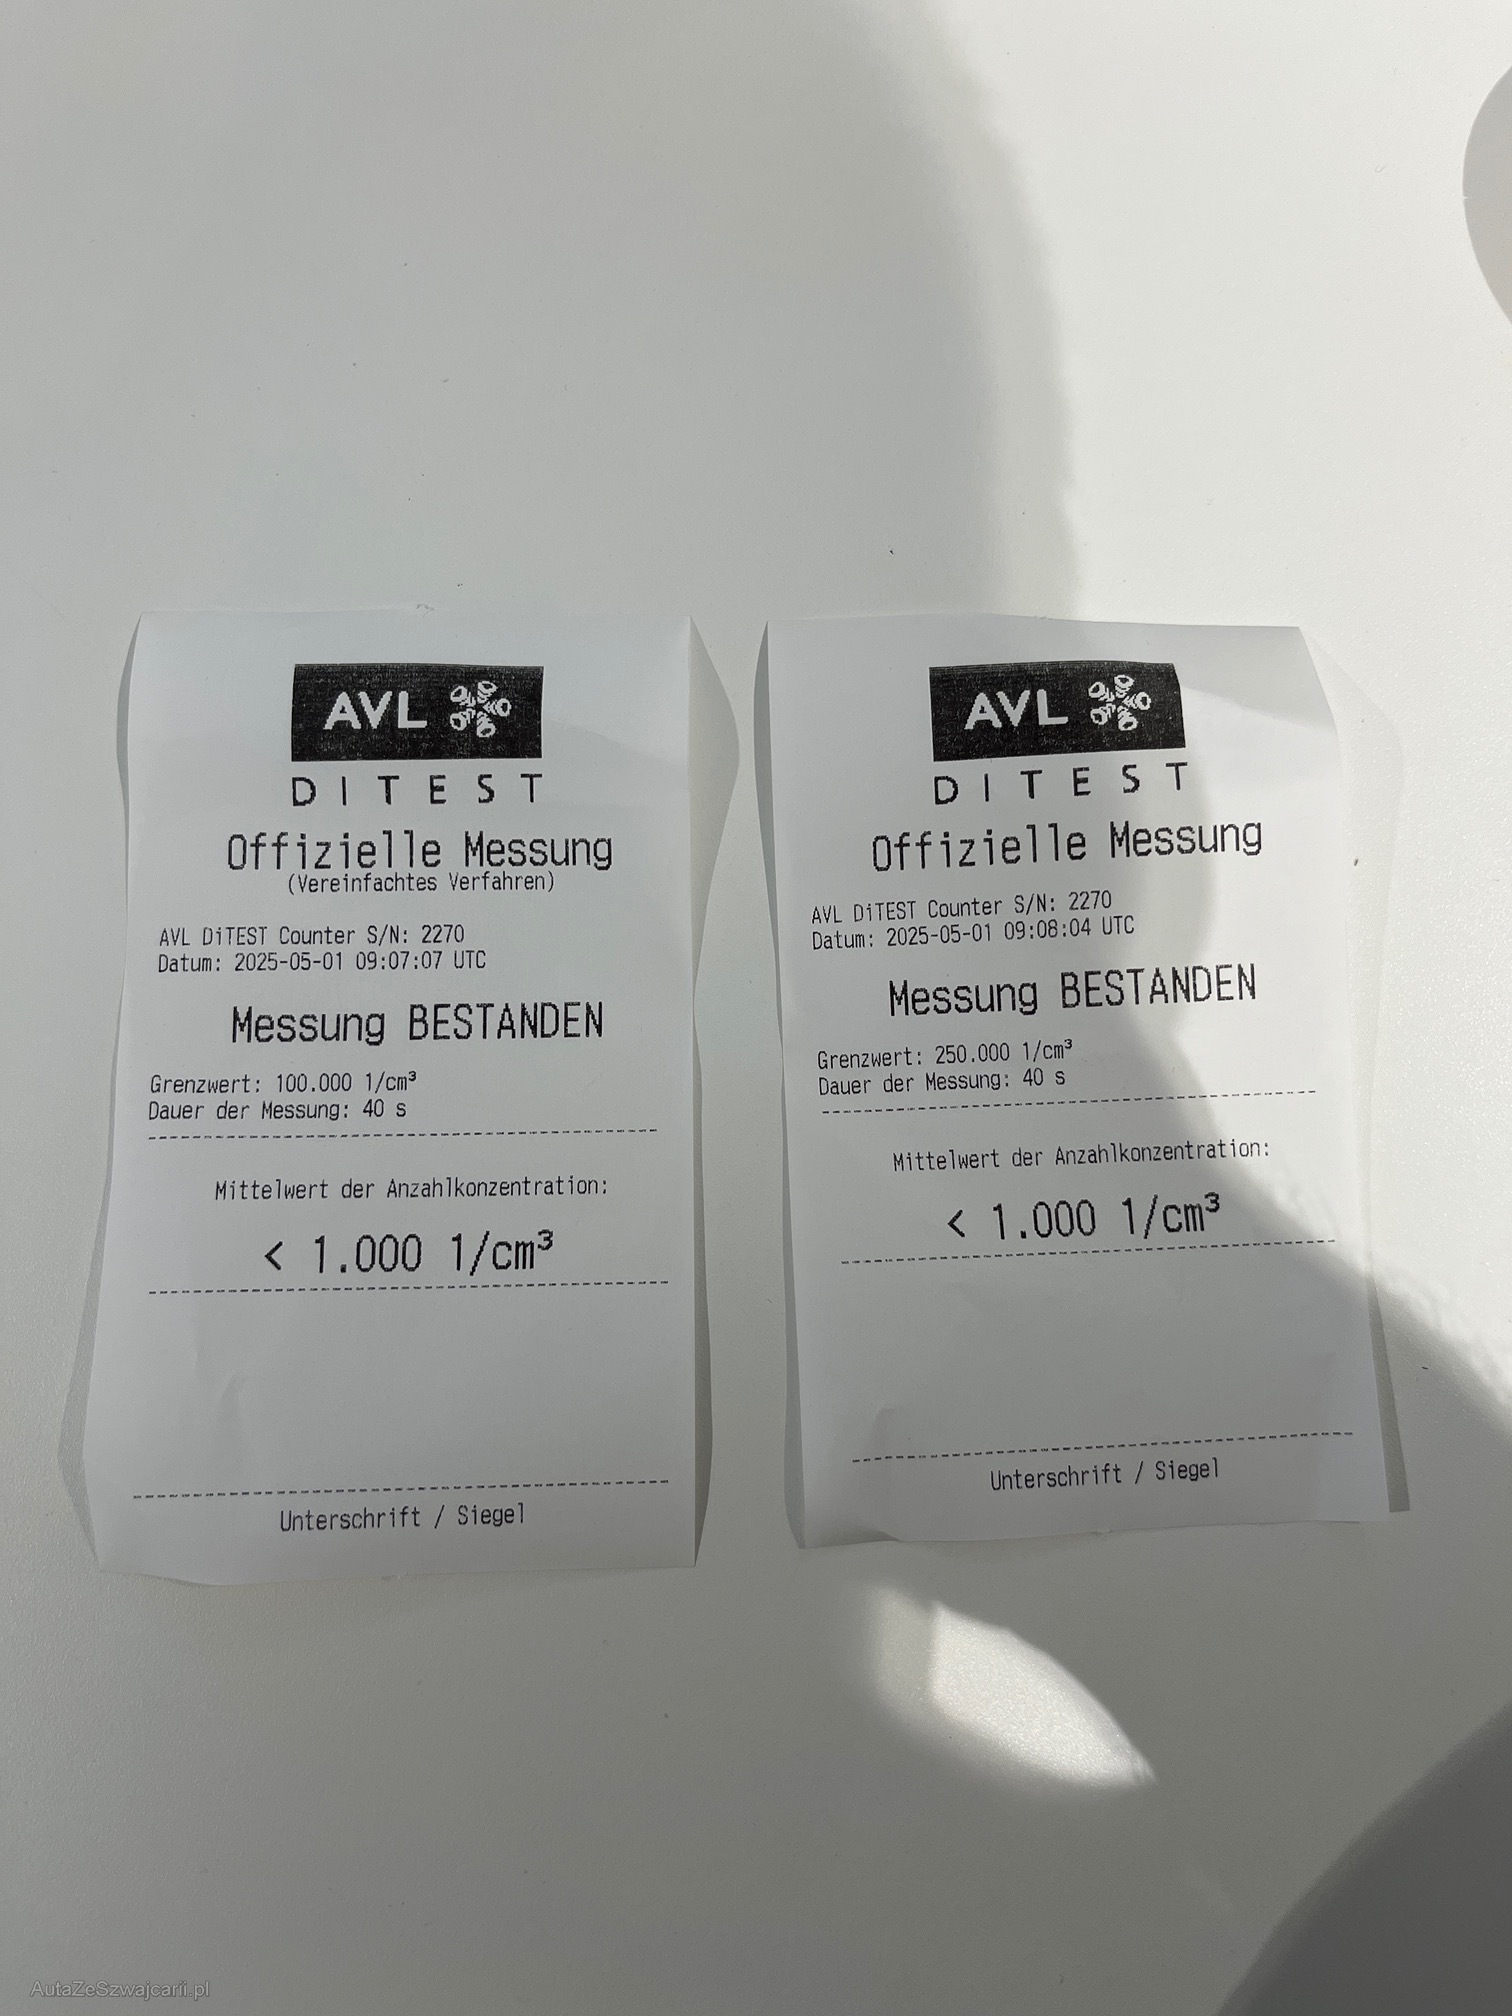 AVL
DITEST
Offizielle Messung
(Vereinfachtes Verfahren)
AVL DiTEST Counter S/N: 2270
Datum: 2025-05-01 09:07:07 UTC
Messung BESTANDEN
Grenzwert: 100.000 1/cm³
Dauer der Messung: 40 s
Mittelwert der Anzahlkonzentration:
< 1.000 1/cm³
Unterschrift / Siegel
AVL
DITEST
Offizielle Messung
AVL DiTEST Counter S/N: 2270
Datum: 2025-05-01 09:08:04 UTC
Messung BESTANDEN
Grenzwert: 250.000 1/cm³
Dauer der Messung: 40 s
Mittelwert der Anzahlkonzentration:
< 1.000 1/cm³
Unterschrift / Siegel
AutaZeSzwajcarii.pl